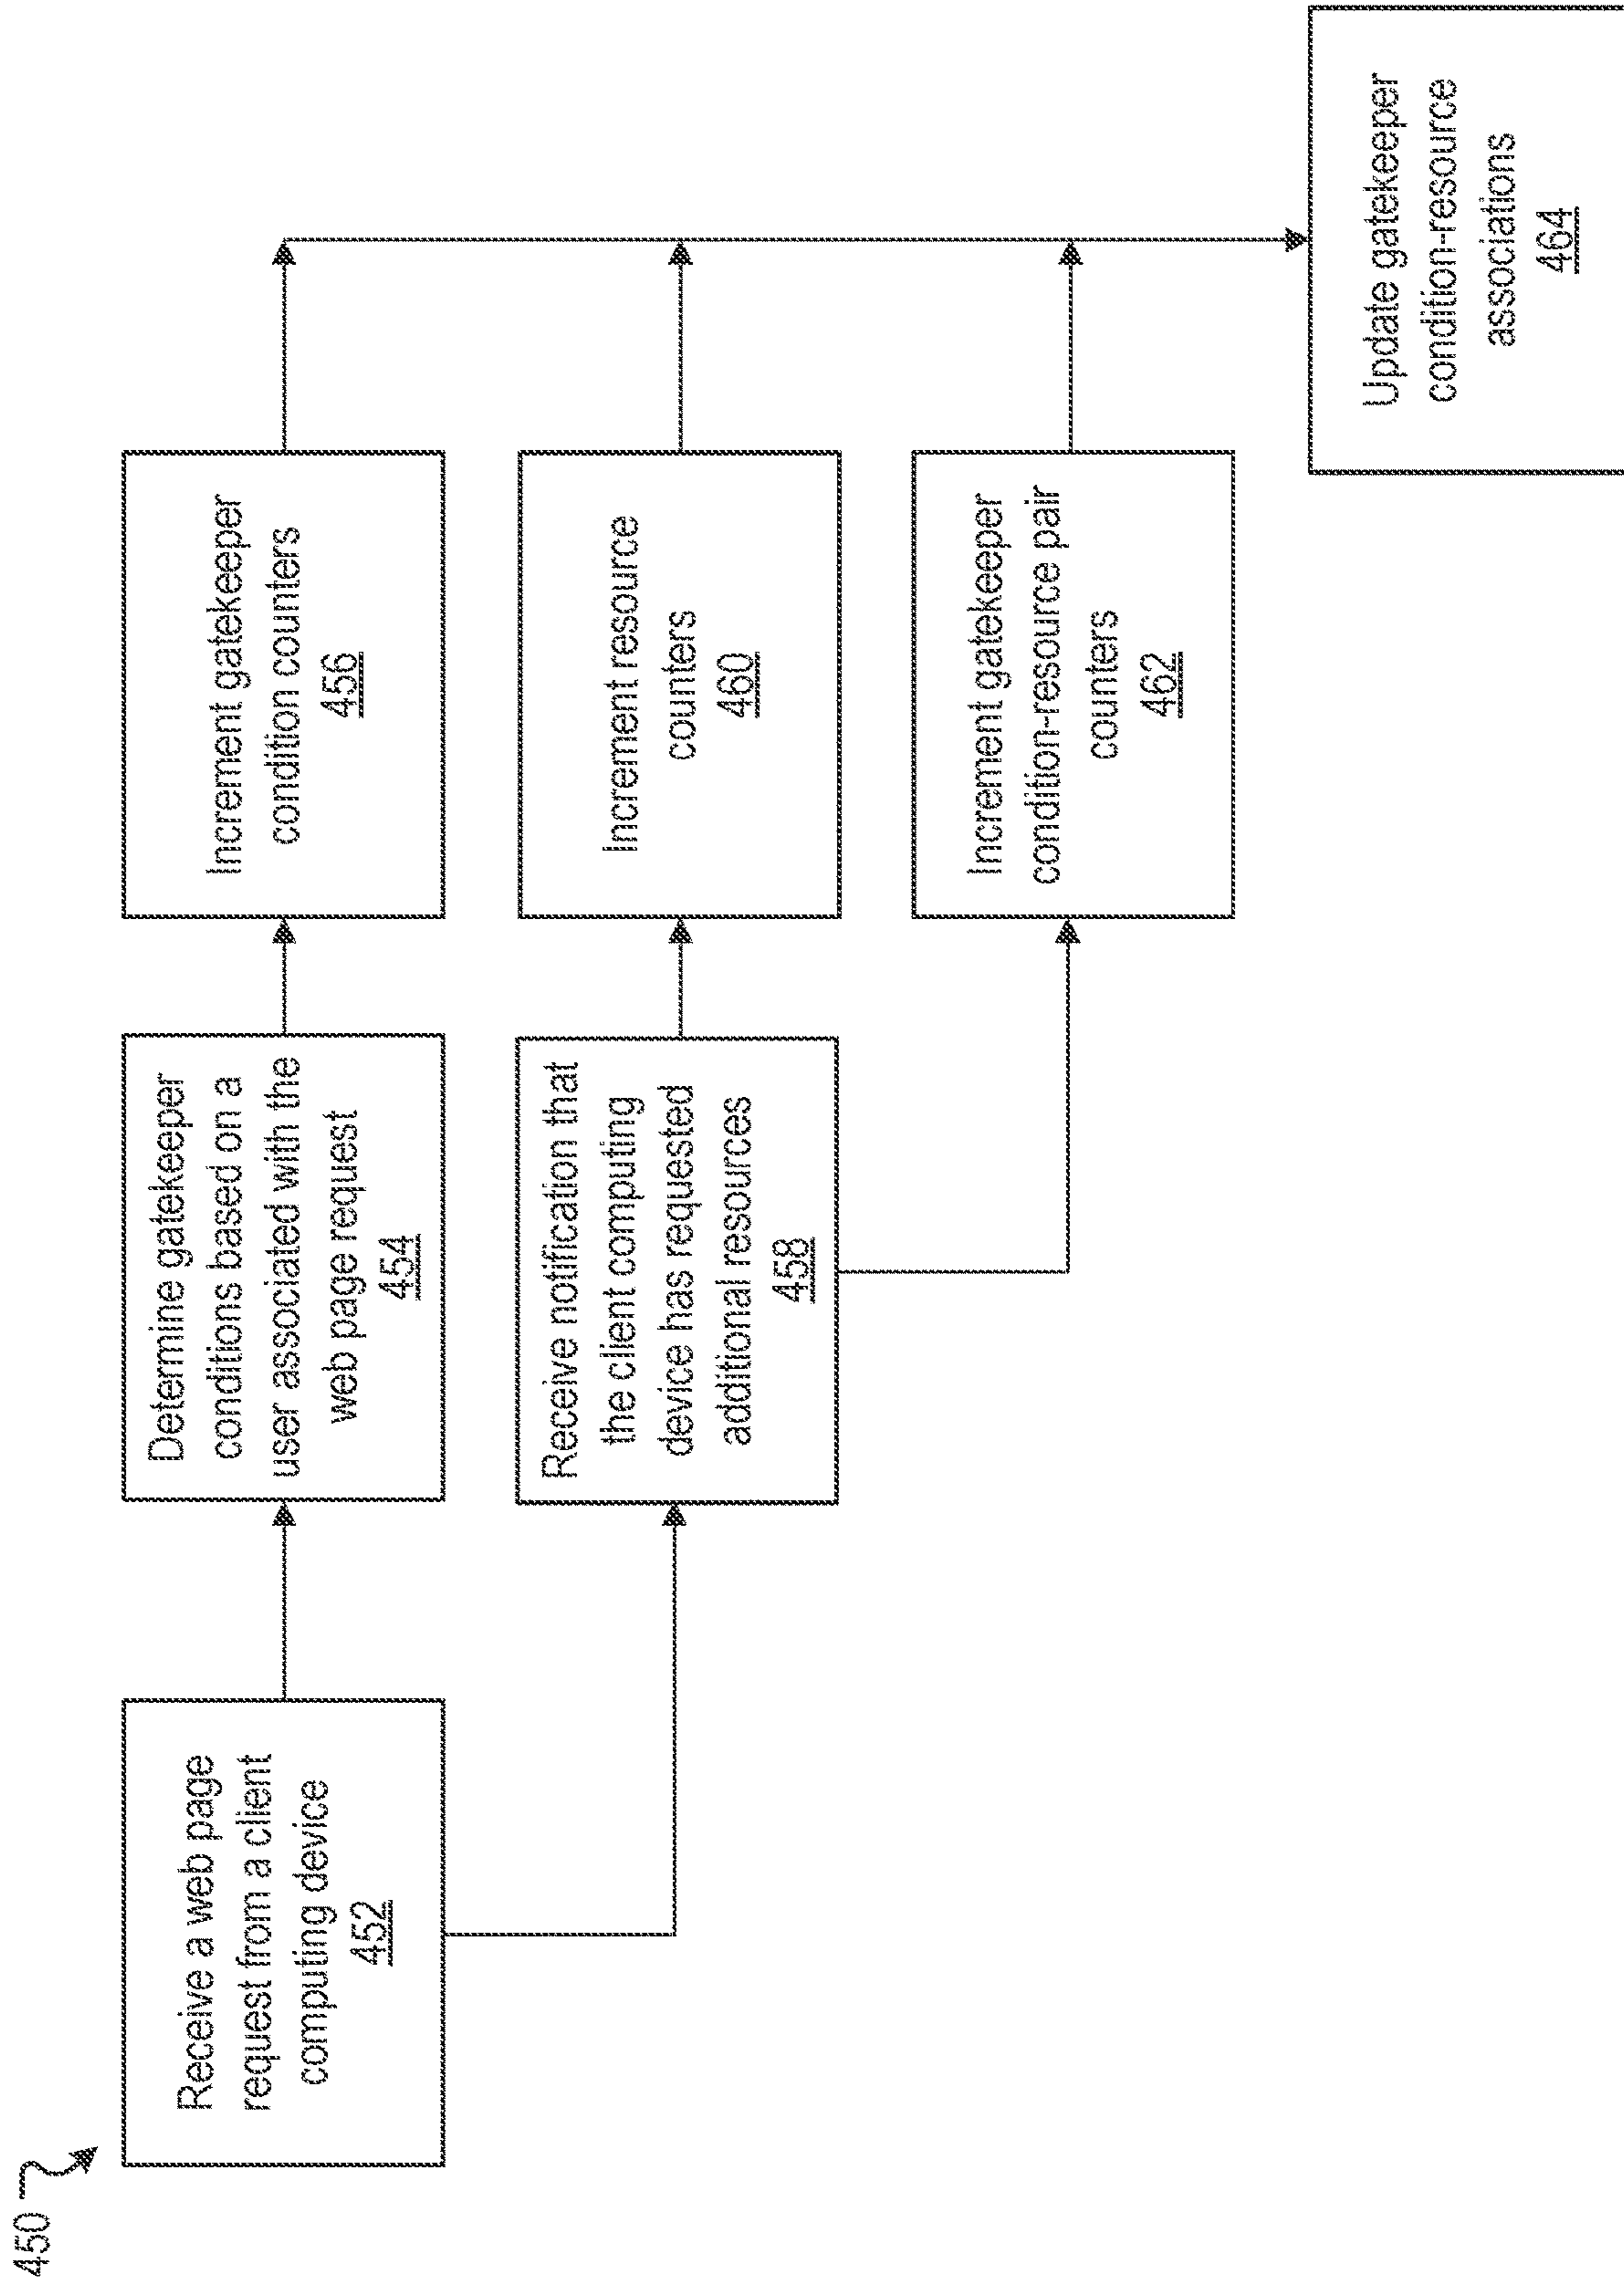 450
Receive a web page
request from a client
computing device
452
Determine gatekeeper
conditions based on a
user associated with the
web page request
454
Increment gatekeeper
condition counters
456
Receive notification that
the client computing
device has requested
additional resources
458
Increment resource
counters
460
Increment gatekeeper
condition-resource pair
counters
462
Update gatekeeper
condition-resource
associations
464